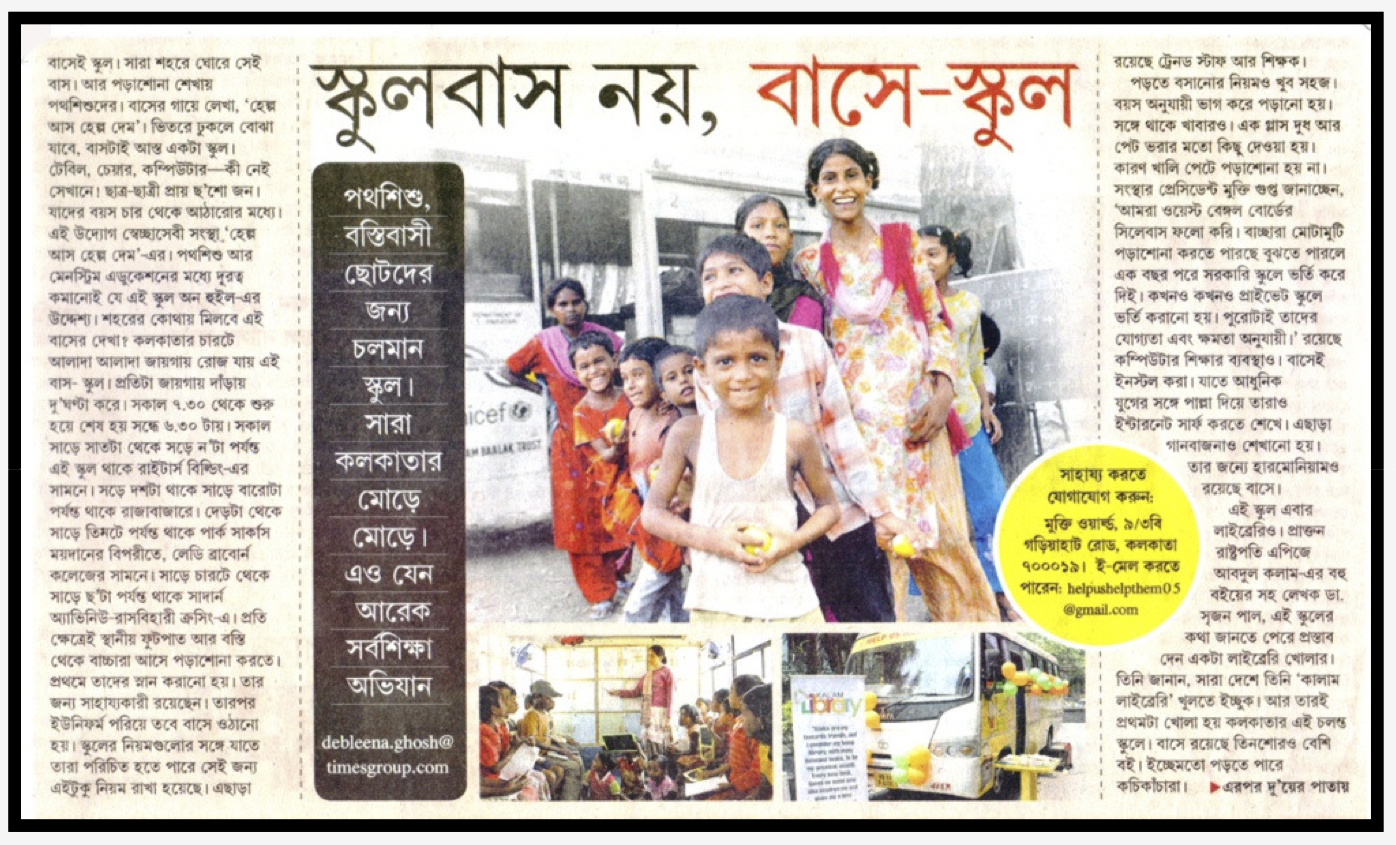 স্কুলবাস নয়, বাসে-স্কুল
বাসেই স্কুল। সারা শহরে ঘোরে সেই
বাস। আর পড়াশোনা শেখায়
পথশিশুদের। বাসের গায়ে লেখা, ‘হেল্প
আস হেল্প দেম’। ভিতরে ঢুকলে বোঝা
যাবে, বাসটাই আস্ত একটা স্কুল।
টেবিল, চেয়ার, কম্পিউটার—কী নেই
সেখানে! ছাত্র-ছাত্রী প্রায় ছ’শো জন।
যাদের বয়স চার থেকে আঠারোর মধ্যে।
এই উদ্যোগ স্বেচ্ছাসেবী সংস্থা ‘হেল্প
আস হেল্প দেম’-এর। পথশিশু আর
মেনস্ট্রিম এডুকেশনের মধ্যে দূরত্ব
কমানোই যে এই স্কুল অন হুইল-এর
উদ্দেশ্য। শহরের কোথায় মিলবে এই
বাসের দেখা? কলকাতার চারটে
আলাদা আলাদা জায়গায় রোজ যায় এই
বাস- স্কুল। প্রতিটা জায়গায় দাঁড়ায়
দু’ঘণ্টা করে। সকাল ৭.৩০ থেকে শুরু
হয়ে শেষ হয় সন্ধে ৬.৩০ টায়। সকাল
সাড়ে সাতটা থেকে সড়ে ন’টা পর্যন্ত
এই স্কুল থাকে রাইটার্স বিল্ডিং-এর
সামনে। সড়ে দশটা থাকে সাড়ে বারোটা
পর্যন্ত থাকে রাজাবাজারে। দেড়টা থেকে
সাড়ে তিনটে পর্যন্ত থাকে পার্ক সার্কাস
ময়দানের বিপরীতে, লেডি ব্রাবোর্ন
কলেজের সামনে। সাড়ে চারটে থেকে
সাড়ে ছ’টা পর্যন্ত থাকে সাদার্ন
অ্যাভিনিউ-রাসবিহারী ক্রসিং-এ। প্রতি
ক্ষেত্রেই স্থানীয় ফুটপাত আর বস্তি
থেকে বাচ্চারা আসে পড়াশোনা করতে।
প্রথমে তাদের স্নান করানো হয়। তার
জন্য সাহায্যকারী রয়েছেন। তারপর
ইউনিফর্ম পরিয়ে তবে বাসে ওঠানো
হয়। স্কুলের নিয়মগুলোর সঙ্গে যাতে
তারা পরিচিত হতে পারে সেই জন্য
এইটুকু নিয়ম রাখা হয়েছে। এছাড়া
পথশিশু,
বস্তিবাসী
ছোটদের
জন্য
চলমান
স্কুল।
সারা
কলকাতার
মোড়ে
মোড়ে।
এও যেন
আরেক
সর্বশিক্ষা
অভিযান
debleena.ghosh@
timesgroup.com
nicef
AM BAALAK TRUST
Library
রয়েছে ট্রেনড স্টাফ আর শিক্ষক।
পড়তে বসানোর নিয়মও খুব সহজ।
বয়স অনুযায়ী ভাগ করে পড়ানো হয়।
সঙ্গে থাকে খাবারও। এক গ্লাস দুধ আর
পেট ভরার মতো কিছু দেওয়া হয়।
কারণ খালি পেটে পড়াশোনা হয় না।
সংস্থার প্রেসিডেন্ট মুক্তি গুপ্ত জানাচ্ছেন,
‘আমরা ওয়েস্ট বেঙ্গল বোর্ডের
সিলেবাস ফলো করি। বাচ্চারা মোটামুটি
পড়াশোনা করতে পারছে বুঝতে পারলে
এক বছর পরে সরকারি স্কুলে ভর্তি করে
দিই। কখনও কখনও প্রাইভেট স্কুলে
ভর্তি করানো হয়। পুরোটাই তাদের
যোগ্যতা এবং ক্ষমতা অনুযায়ী।’ রয়েছে
কম্পিউটার শিক্ষার ব্যবস্থাও। বাসেই
ইনস্টল করা। যাতে আধুনিক
যুগের সঙ্গে পাল্লা দিয়ে তারাও
ইন্টারনেট সার্ফ করতে শেখে। এছাড়া
গানবাজনাও শেখানো হয়।
তার জন্যে হারমোনিয়ামও
রয়েছে বাসে।
এই স্কুল এবার
লাইব্রেরিও। প্রাক্তন
রাষ্ট্রপতি এপিজে
আবদুল কালাম-এর বহু
বইয়ের সহ লেখক ডা.
সৃজন পাল, এই স্কুলের
কথা জানতে পেরে প্রস্তাব
দেন একটা লাইব্রেরি খোলার।
তিনি জানান, সারা দেশে তিনি ‘কালাম
লাইব্রেরি’ খুলতে ইচ্ছুক। আর তারই
প্রথমটা খোলা হয় কলকাতার এই চলন্ত
স্কুলে। বাসে রয়েছে তিনশোরও বেশি
বই। ইচ্ছেমতো পড়তে পারে
কচিকাঁচারা। ▶এরপর দু’য়ের পাতায়
সাহায্য করতে
যোগাযোগ করুন:
মুক্তি ওয়ার্ল্ড, ৯/৩বি
গড়িয়াহাট রোড, কলকাতা
৭০০০১৯। ই-মেল করতে
পারেন: helpushelpthem05
@gmail.com